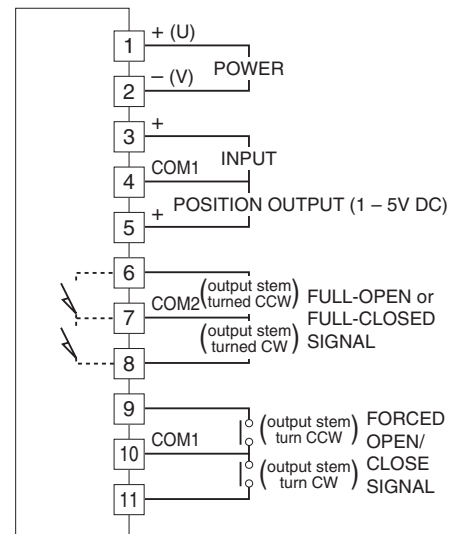 1 + (U)
POWER
2 – (V)
3 +
INPUT
4 COM1
POSITION OUTPUT (1 – 5V DC)
5 +
6
(output stem turned CCW)
7 COM2
(output stem turned CW)
FULL-OPEN or
FULL-CLOSED
SIGNAL
8
9
(output stem turn CCW)
10 COM1
(output stem turn CW)
FORCED
OPEN/
CLOSE
SIGNAL
11